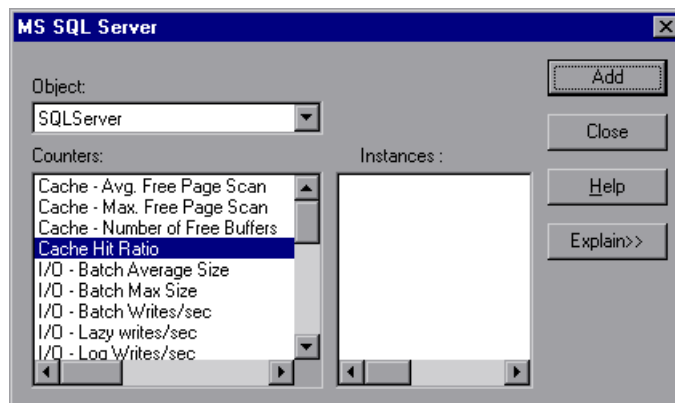 MS SQL Server
Object:
SQLServer
Counters:
Cache - Avg. Free Page Scan
Cache - Max. Free Page Scan
Cache - Number of Free Buffers
Cache Hit Ratio
I/O - Batch Average Size
I/O - Batch Max Size
I/O - Batch Writes/sec
I/O - Lazy writes/sec
I/O - Log Writes/sec
Instances :
Add
Close
Help
Explain>>